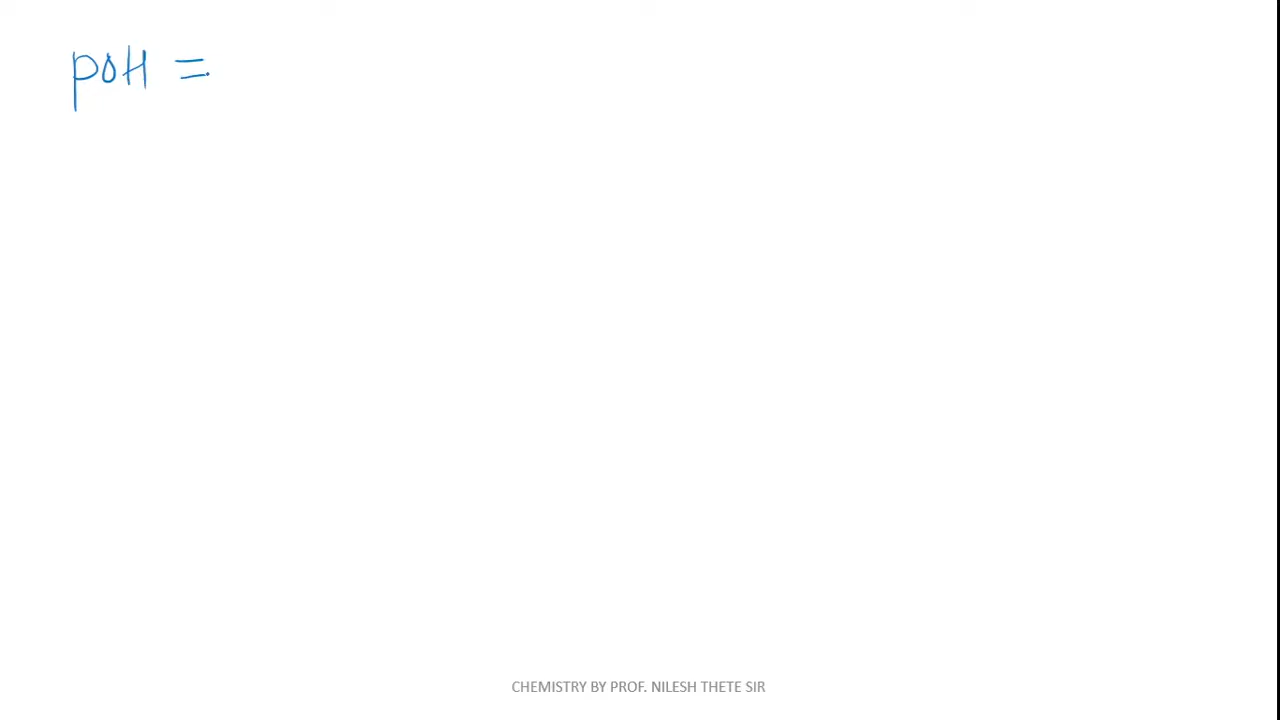 pOH =
CHEMISTRY BY PROF. NILESH THETE SIR